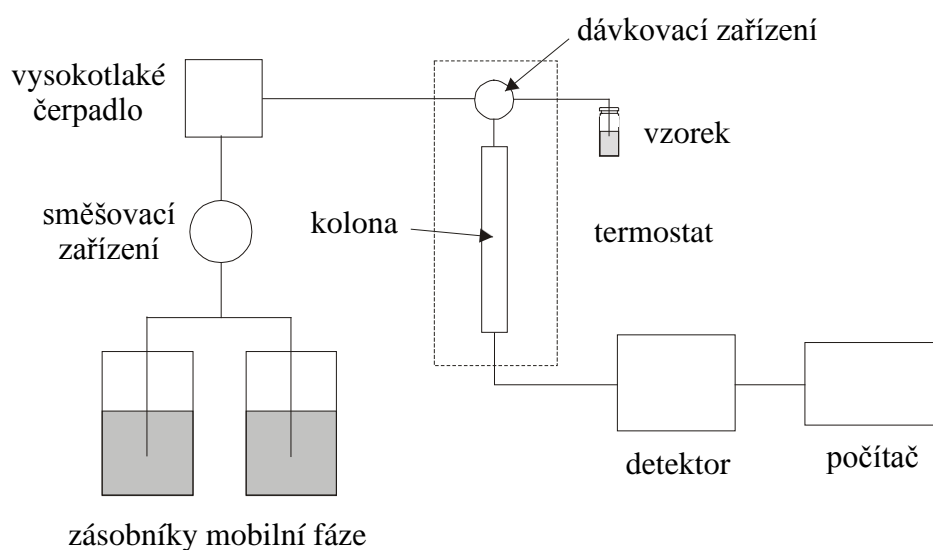 dávkovací zařízení
vysokotlaké
čerpadlo
vzorek
směšovací
zařízení
kolona
termostat
detektor
počítač
zásobníky mobilní fáze